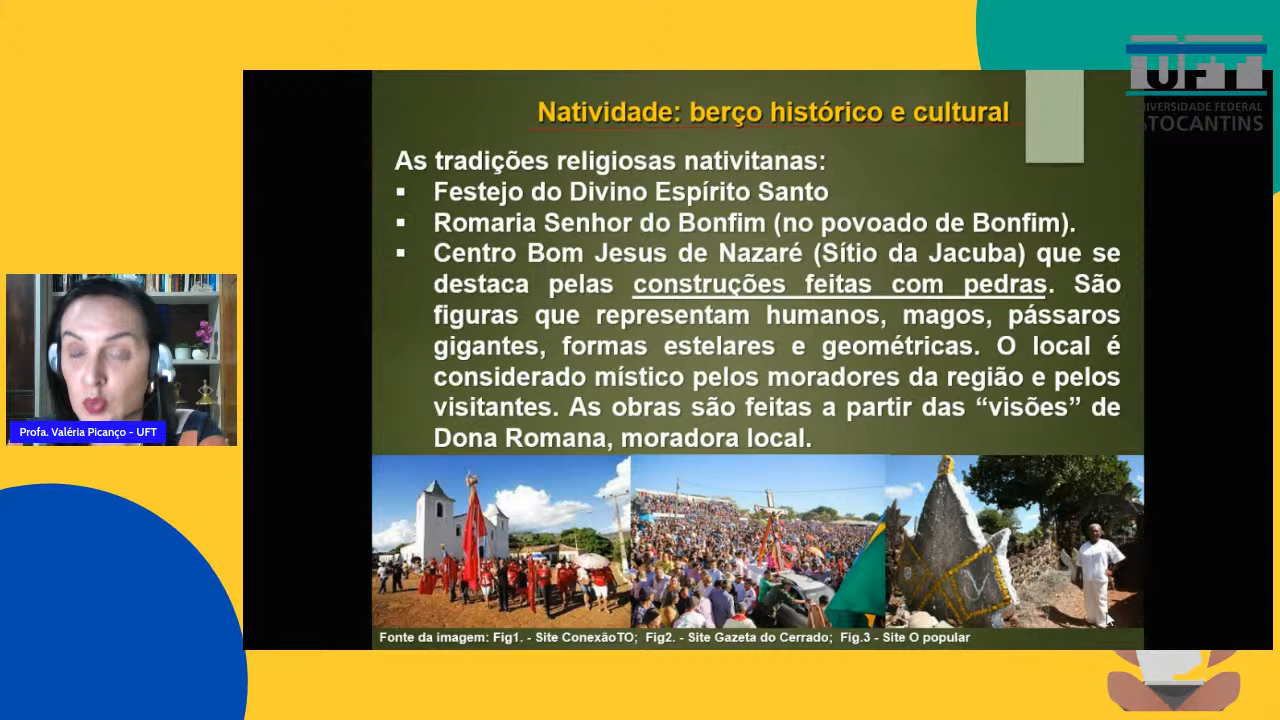 UFT
UNIVERSIDADE FEDERAL
TOCANTINS
Natividade: berço histórico e cultural
As tradições religiosas nativitanas:
▪ Festejo do Divino Espírito Santo
▪ Romaria Senhor do Bonfim (no povoado de Bonfim).
▪ Centro Bom Jesus de Nazaré (Sítio da Jacuba) que se
destaca pelas construções feitas com pedras. São
figuras que representam humanos, magos, pássaros
gigantes, formas estelares e geométricas. O local é
considerado místico pelos moradores da região e pelos
visitantes. As obras são feitas a partir das “visões” de
Dona Romana, moradora local.
Profa. Valéria Picanço - UFT
Fonte da imagem: Fig1. - Site ConexãoTO; Fig2. - Site Gazeta do Cerrado; Fig.3 - Site O popular